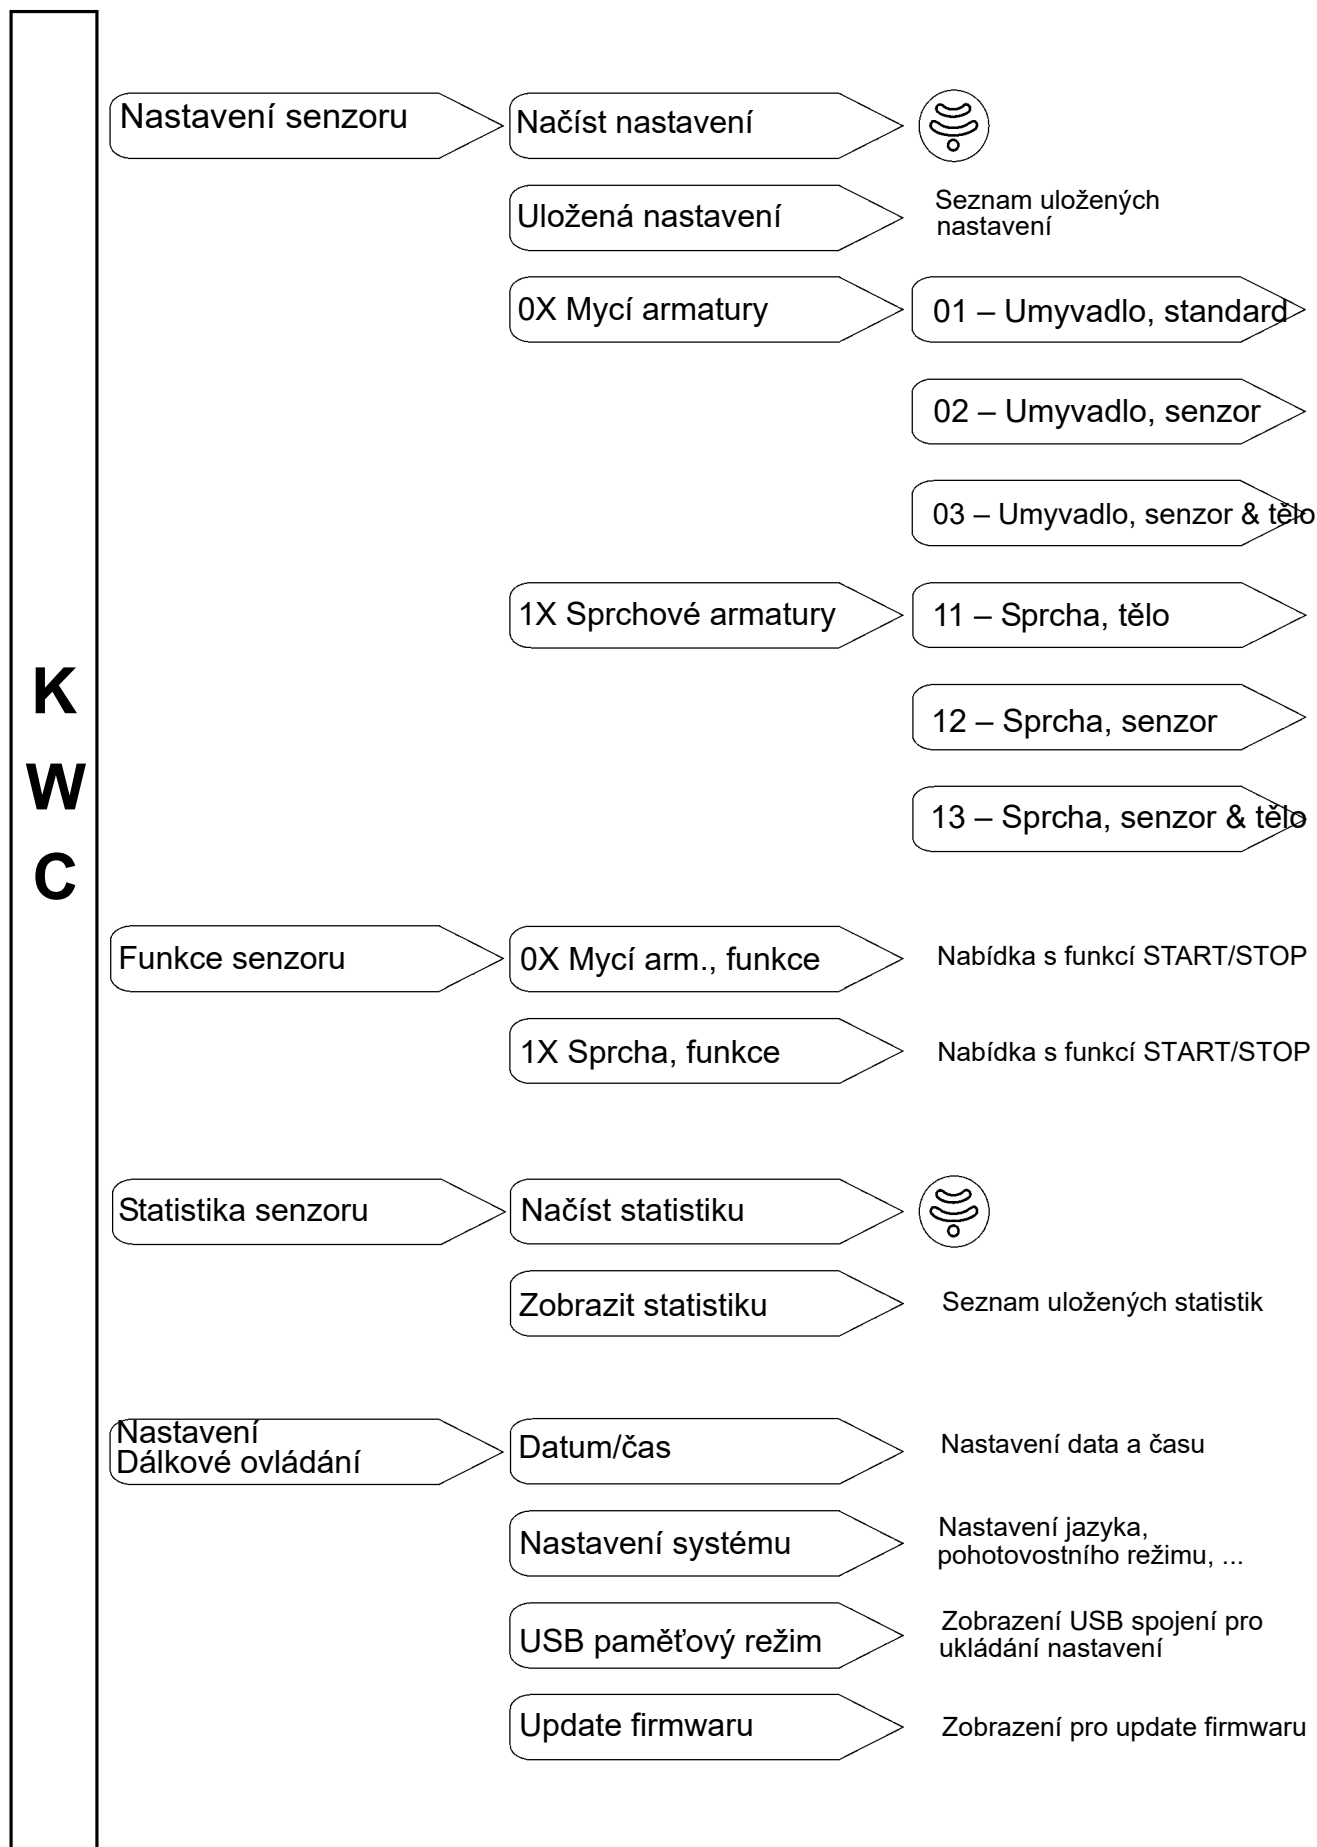 Nastavení senzoru
Načíst nastavení
Uložená nastavení
Seznam uložených
nastavení
0X Mycí armatury
01 – Umyvadlo, standard
02 – Umyvadlo, senzor
03 – Umyvadlo, senzor & tělo
1X Sprchové armatury
11 – Sprcha, tělo
12 – Sprcha, senzor
13 – Sprcha, senzor & tělo
K
W
C
Funkce senzoru
0X Mycí arm., funkce
Nabídka s funkcí START/STOP
1X Sprcha, funkce
Nabídka s funkcí START/STOP
Statistika senzoru
Načíst statistiku
Zobrazit statistiku
Seznam uložených statistik
Nastavení
Dálkové ovládání
Datum/čas
Nastavení data a času
Nastavení systému
Nastavení jazyka,
pohotovostního režimu, ...
USB paměťový režim
Zobrazení USB spojení pro
ukládání nastavení
Update firmwaru
Zobrazení pro update firmwaru